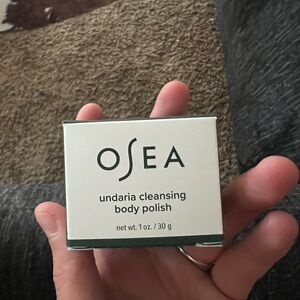 OSEA
undaria cleansing
body polish
net wt. 1 oz. / 30 g